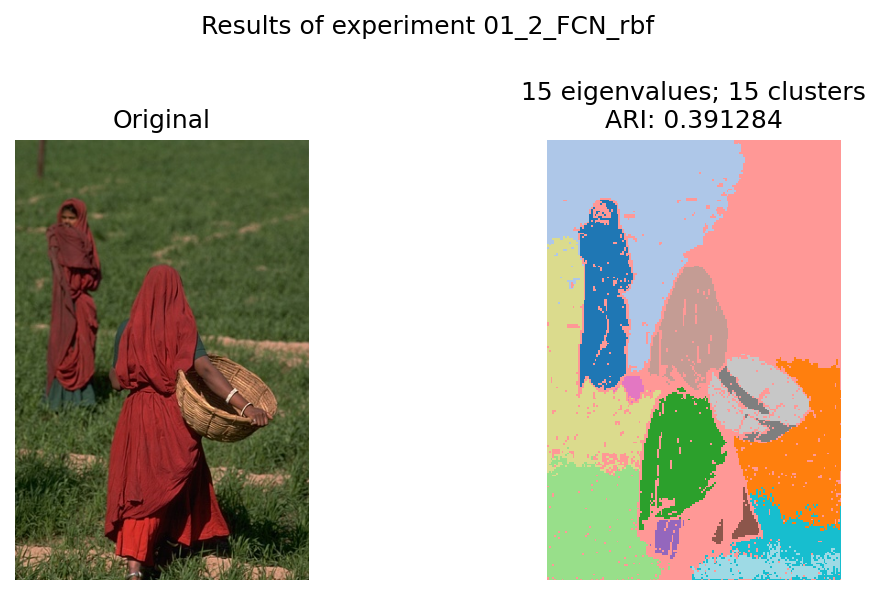 Results of experiment 01_2_FCN_rbf
Original
15 eigenvalues; 15 clusters
ARI: 0.391284